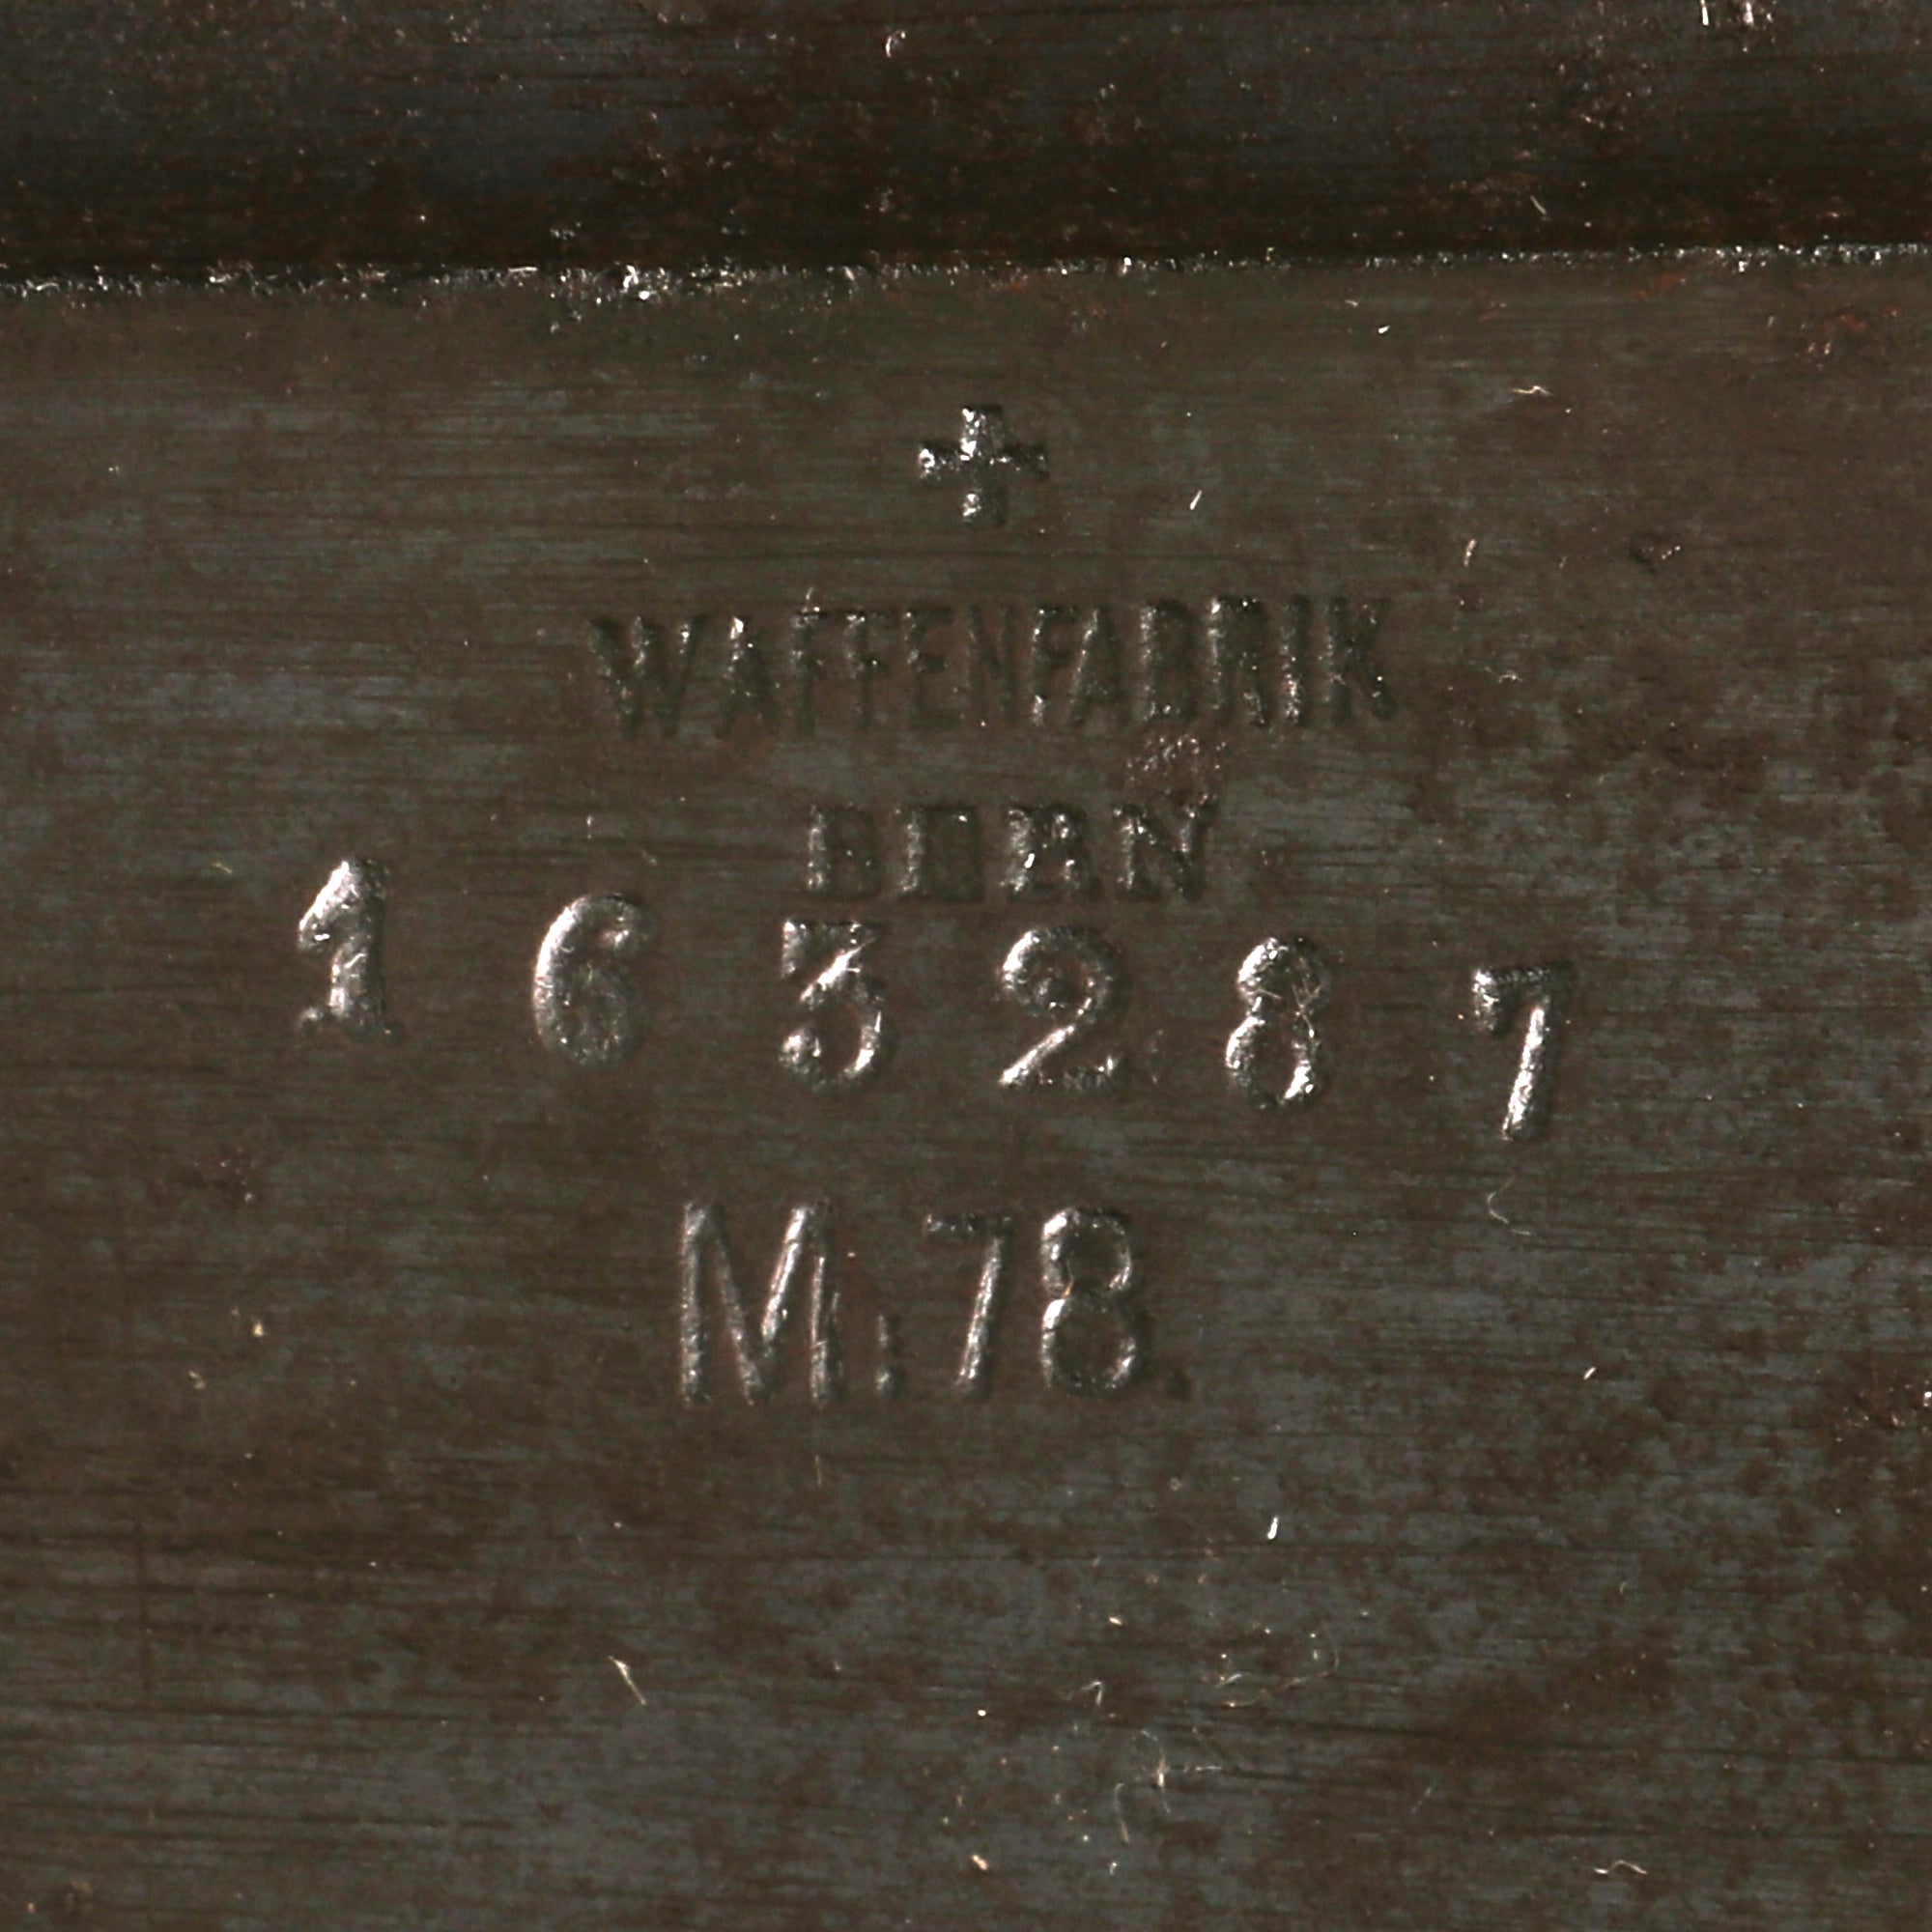 WAFFENFABRIK
BERN
163287
M.78.